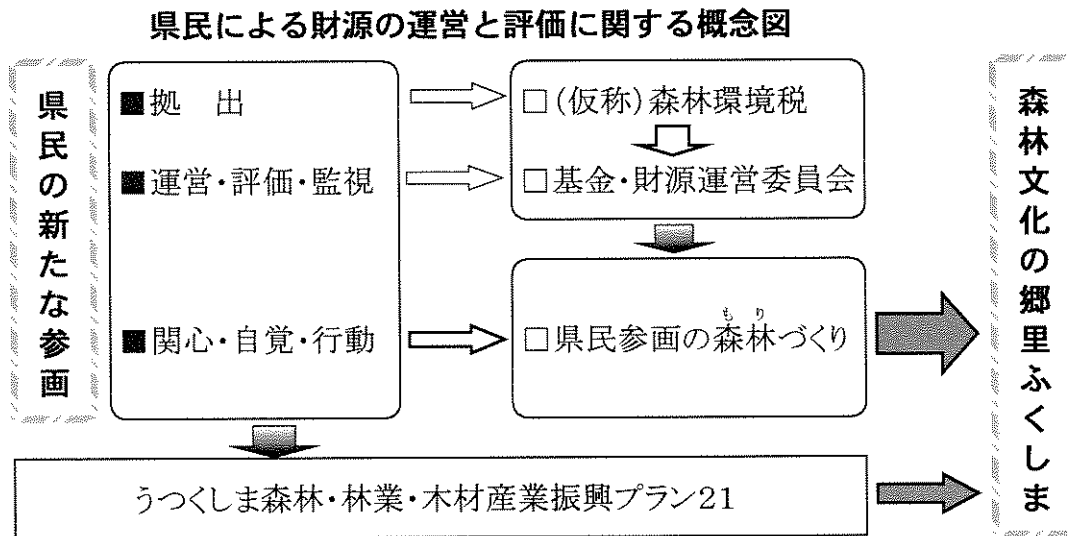 県民による財源の運営と評価に関する概念図
県民の新たな参画
■拠　出
■運営・評価・監視
■関心・自覚・行動
□(仮称)森林環境税
□基金・財源運営委員会
もり
□県民参画の森林づくり
うつくしま森林・林業・木材産業振興プラン21
森林文化の郷里ふくしま